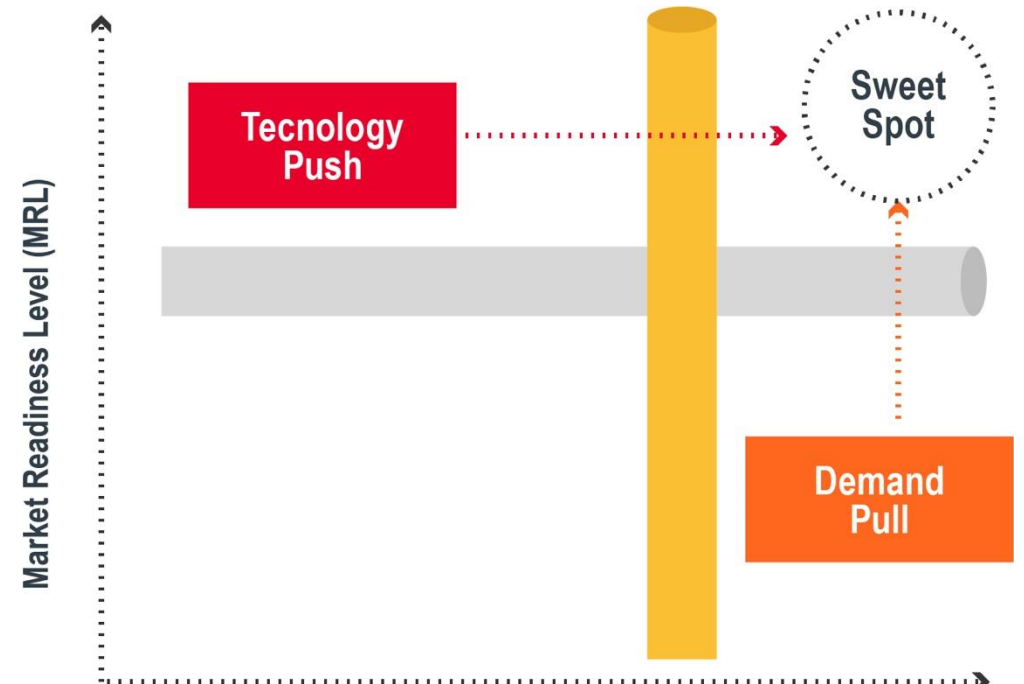 Market Readiness Level (MRL)
Tecnology
Push
Sweet
Spot
Demand
Pull